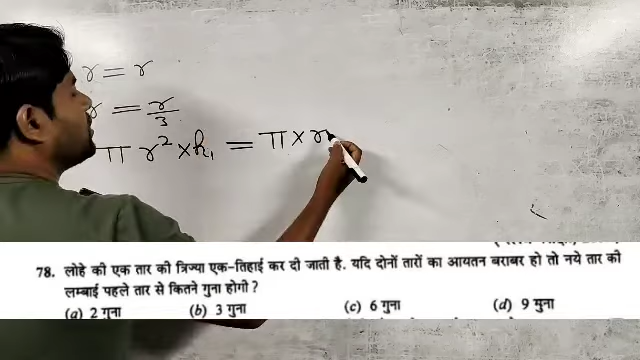 r = r
r = r/3
π r² × h₁ = π × r
78. लोहे की एक तार की त्रिज्या एक-तिहाई कर दी जाती है. यदि दोनों तारों का आयतन बराबर हो तो नये तार की
लम्बाई पहले तार से कितने गुना होगी ?
(a) 2 गुना (b) 3 गुना (c) 6 गुना (d) 9 गुना